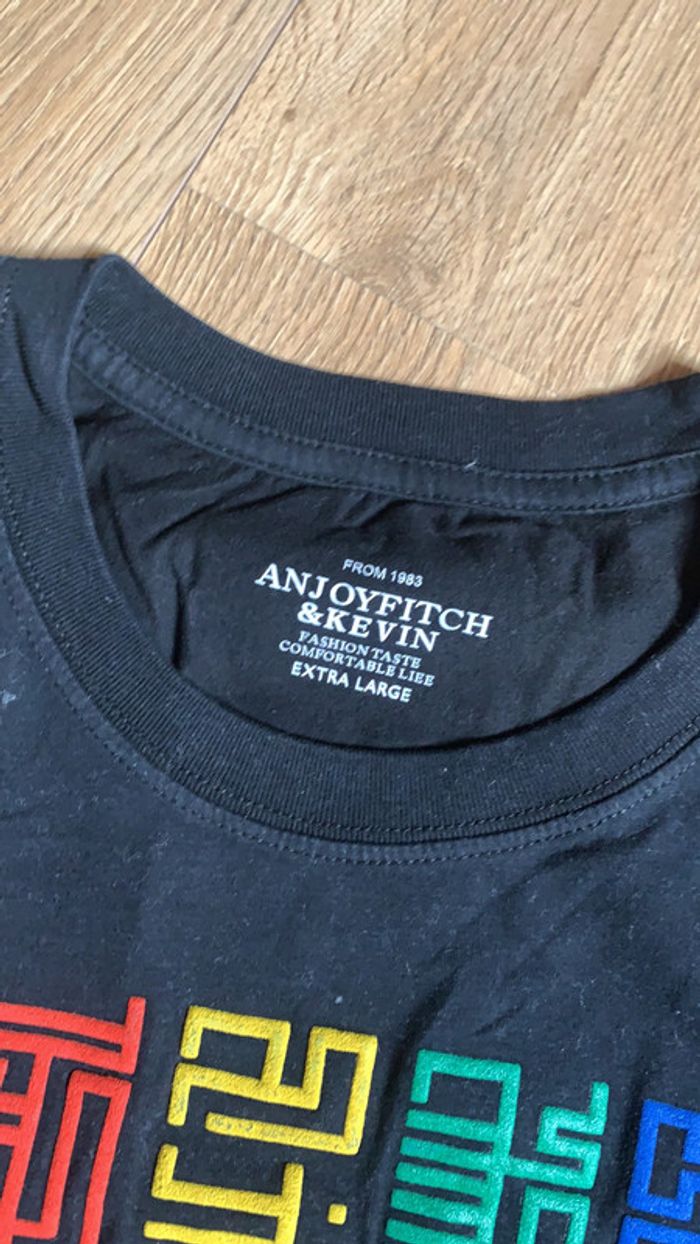 FROM 1983
ANJOYFITCH
&KEVIN
FASHION TASTE
COMFORTABLE LIEE
EXTRA LARGE